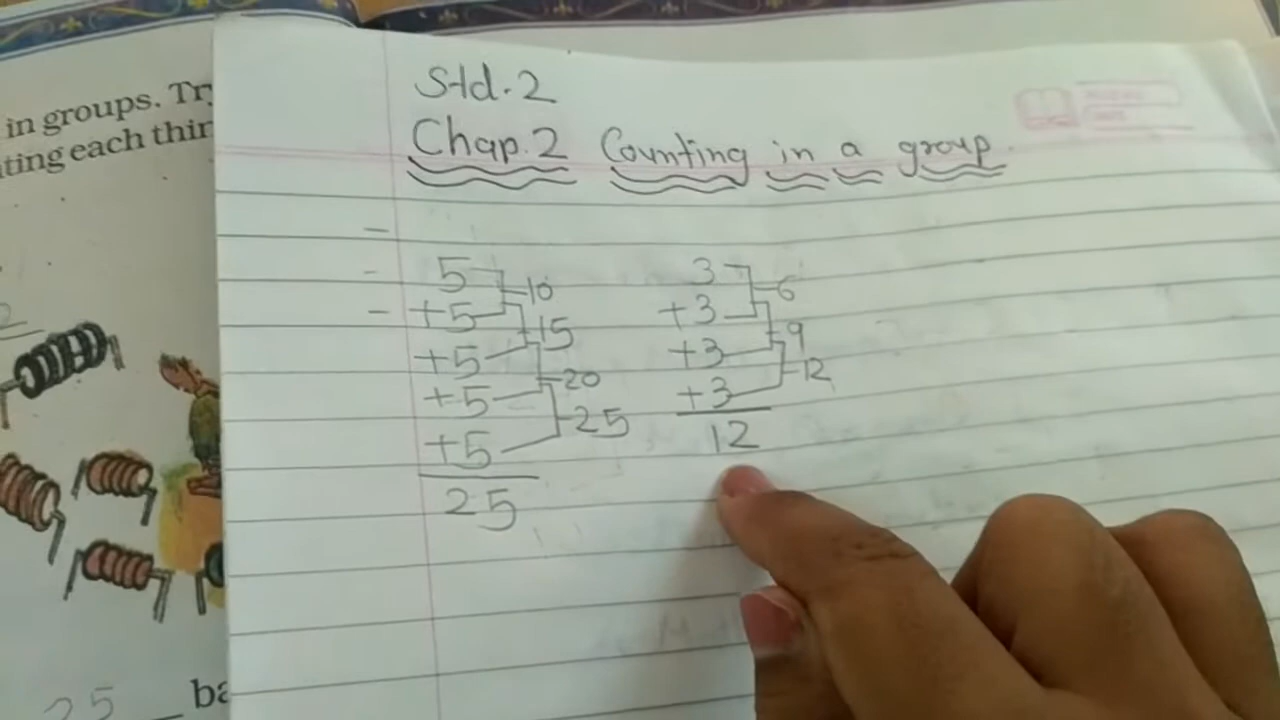 in groups. Tr
ting each thin
Std. 2
Chap. 2 Counting in a group.
5
+5 10
+5 15
+5 20
+5 25
25
3
+3 6
+3 9
+3 12
12
25 ba